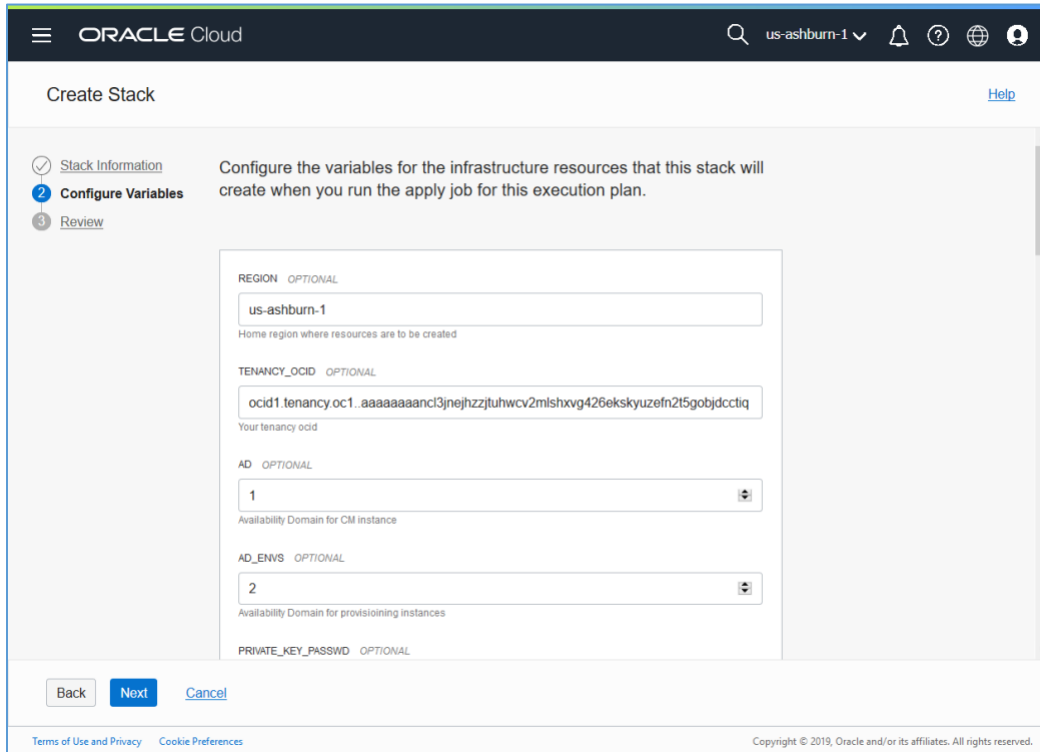 ORACLE Cloud
us-ashburn-1
Create Stack
Help
Stack Information
2 Configure Variables
3 Review
Configure the variables for the infrastructure resources that this stack will
create when you run the apply job for this execution plan.
REGION OPTIONAL
us-ashburn-1
Home region where resources are to be created
TENANCY_OCID OPTIONAL
ocid1.tenancy.oc1..aaaaaaaancl3jnejhzzjtuhwcv2mlshxvg426ekskyuzefn2t5gobjdcctiq
Your tenancy ocid
AD OPTIONAL
1
Availability Domain for CM instance
AD_ENVS OPTIONAL
2
Availability Domain for provisioining instances
PRIVATE_KEY_PASSWD OPTIONAL
Back Next Cancel
Terms of Use and Privacy Cookie Preferences Copyright © 2019, Oracle and/or its affiliates. All rights reserved.